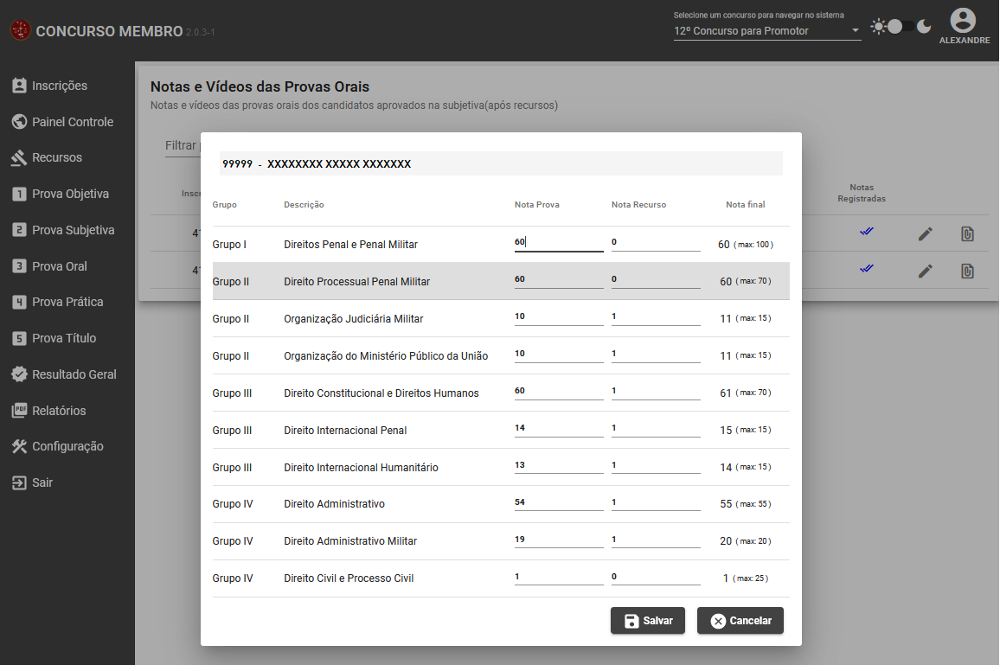 CONCURSO MEMBRO 2.0.3-1
Selecione um concurso para navegar no sistema
12º Concurso para Promotor
ALEXANDRE
Inscrições
Painel Controle
Recursos
1 Prova Objetiva
2 Prova Subjetiva
3 Prova Oral
4 Prova Prática
5 Prova Título
Resultado Geral
PDF Relatórios
Configuração
Sair
Notas e Vídeos das Provas Orais
Notas e vídeos das provas orais dos candidatos aprovados na subjetiva(após recursos)
Filtrar
Notas
Registradas
99999 - XXXXXXXX XXXXX XXXXXXX
Grupo Descrição Nota Prova Nota Recurso Nota final
Grupo I Direitos Penal e Penal Militar 60 0 60 ( max: 100 )
Grupo II Direito Processual Penal Militar 60 0 60 ( max: 70 )
Grupo II Organização Judiciária Militar 10 1 11 ( max: 15 )
Grupo II Organização do Ministério Público da União 10 1 11 ( max: 15 )
Grupo III Direito Constitucional e Direitos Humanos 60 1 61 ( max: 70 )
Grupo III Direito Internacional Penal 14 1 15 ( max: 15 )
Grupo III Direito Internacional Humanitário 13 1 14 ( max: 15 )
Grupo IV Direito Administrativo 54 1 55 ( max: 55 )
Grupo IV Direito Administrativo Militar 19 1 20 ( max: 20 )
Grupo IV Direito Civil e Processo Civil 1 0 1 ( max: 25 )
Salvar
Cancelar